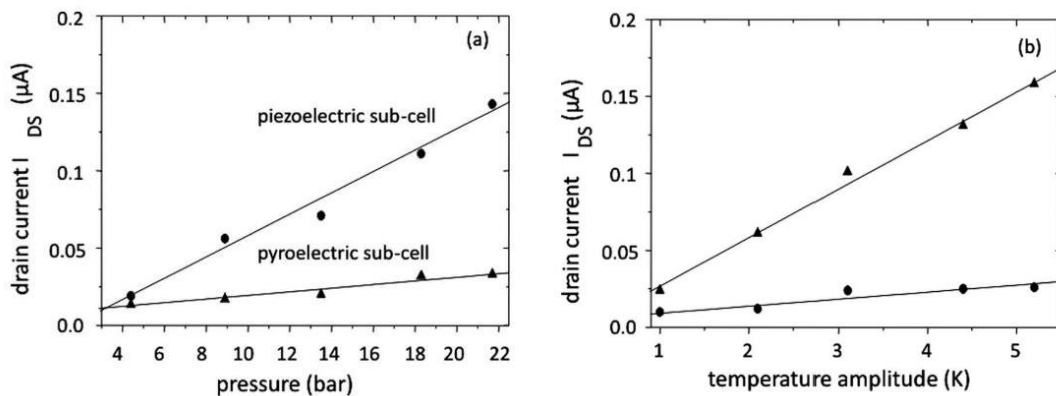 0.2
(a)
0.15
piezoelectric sub-cell
0.1
0.05
pyroelectric sub-cell
0.0
4 6 8 10 12 14 16 18 20 22
pressure (bar)
drain current I DS (µA)
0.2
(b)
0.15
0.1
0.05
0.0
1 2 3 4 5
temperature amplitude (K)
drain current I DS (µA)